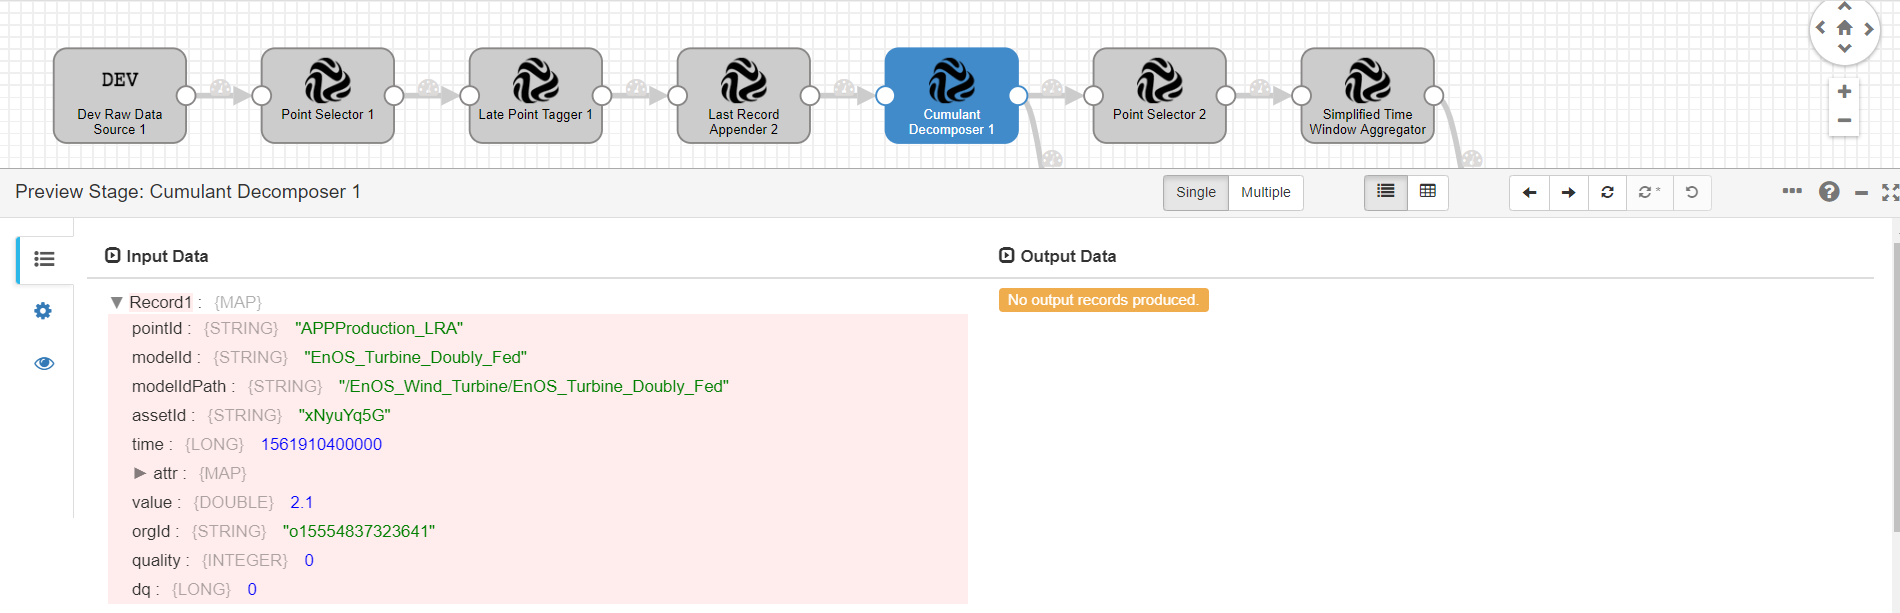 DEV
Dev Raw Data
Source 1
Point Selector 1
Late Point Tagger 1
Last Record
Appender 2
Cumulant
Decomposer 1
Point Selector 2
Simplified Time
Window Aggregator
Preview Stage: Cumulant Decomposer 1
Single Multiple
Input Data
Output Data
Record1 : {MAP}
No output records produced.
pointId : {STRING} "APPProduction_LRA"
modelId : {STRING} "EnOS_Turbine_Doubly_Fed"
modelIdPath : {STRING} "/EnOS_Wind_Turbine/EnOS_Turbine_Doubly_Fed"
assetId : {STRING} "xNyuYq5G"
time : {LONG} 1561910400000
attr : {MAP}
value : {DOUBLE} 2.1
orgId : {STRING} "o15554837323641"
quality : {INTEGER} 0
dq : {LONG} 0